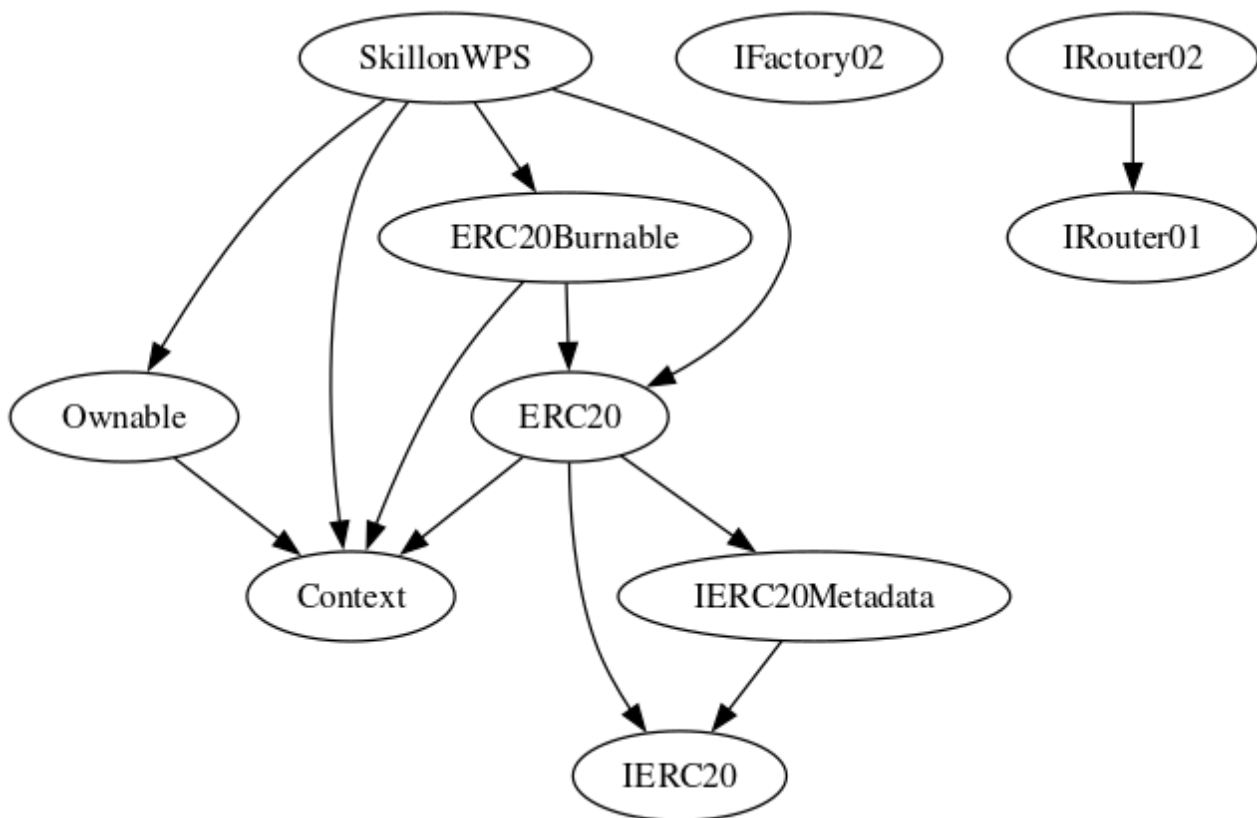 SkillonWPS
IFactory02
IRouter02
ERC20Burnable
IRouter01
Ownable
ERC20
Context
IERC20Metadata
IERC20